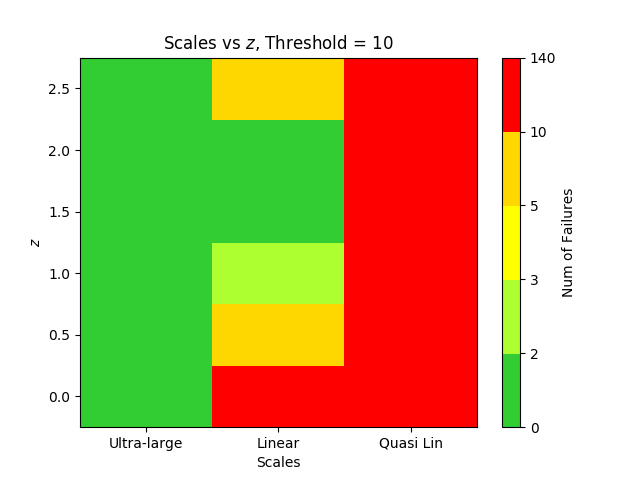 Scales vs z, Threshold = 10
2.5
2.0
1.5
1.0
0.5
0.0
z
Ultra-large
Linear
Quasi Lin
Scales
140
10
5
3
2
0
Num of Failures